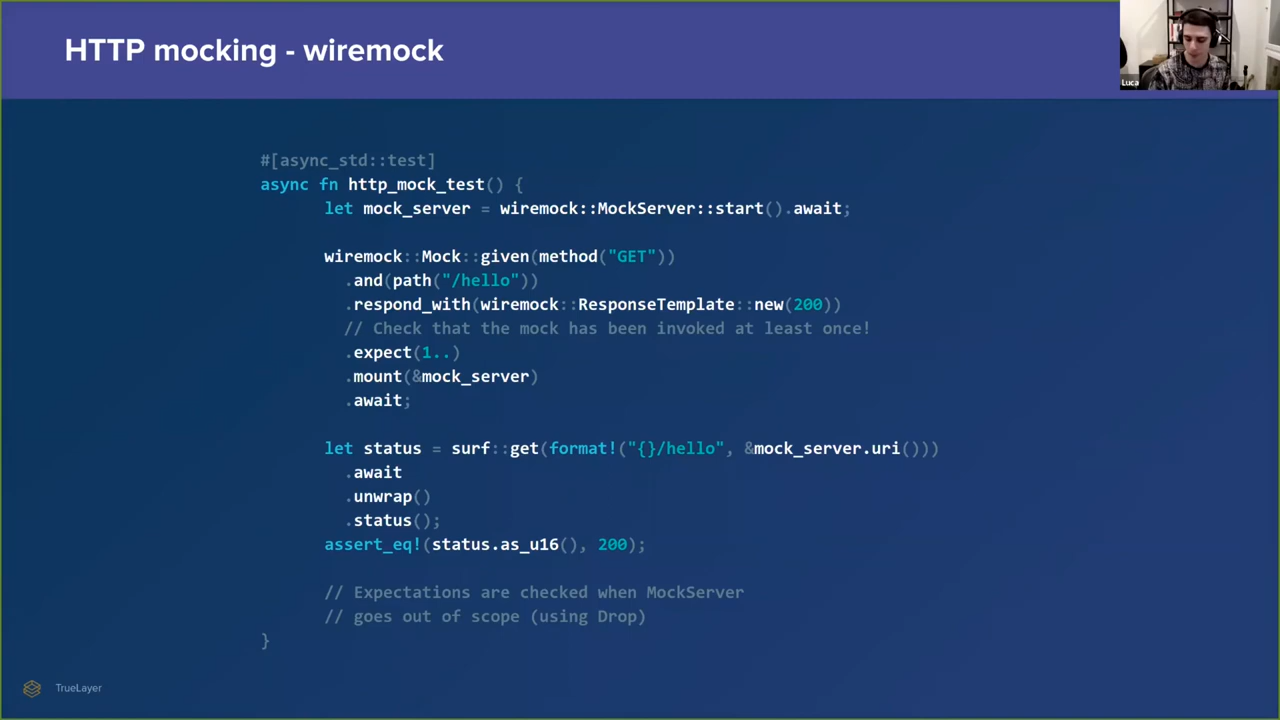 HTTP mocking - wiremock
Luca
#[async_std::test]
async fn http_mock_test() {
let mock_server = wiremock::MockServer::start().await;
wiremock::Mock::given(method("GET"))
.and(path("/hello"))
.respond_with(wiremock::ResponseTemplate::new(200))
// Check that the mock has been invoked at least once!
.expect(1..)
.mount(&mock_server)
.await;
let status = surf::get(format!("{}/hello", &mock_server.uri()))
.await
.unwrap()
.status();
assert_eq!(status.as_u16(), 200);
// Expectations are checked when MockServer
// goes out of scope (using Drop)
}
TrueLayer